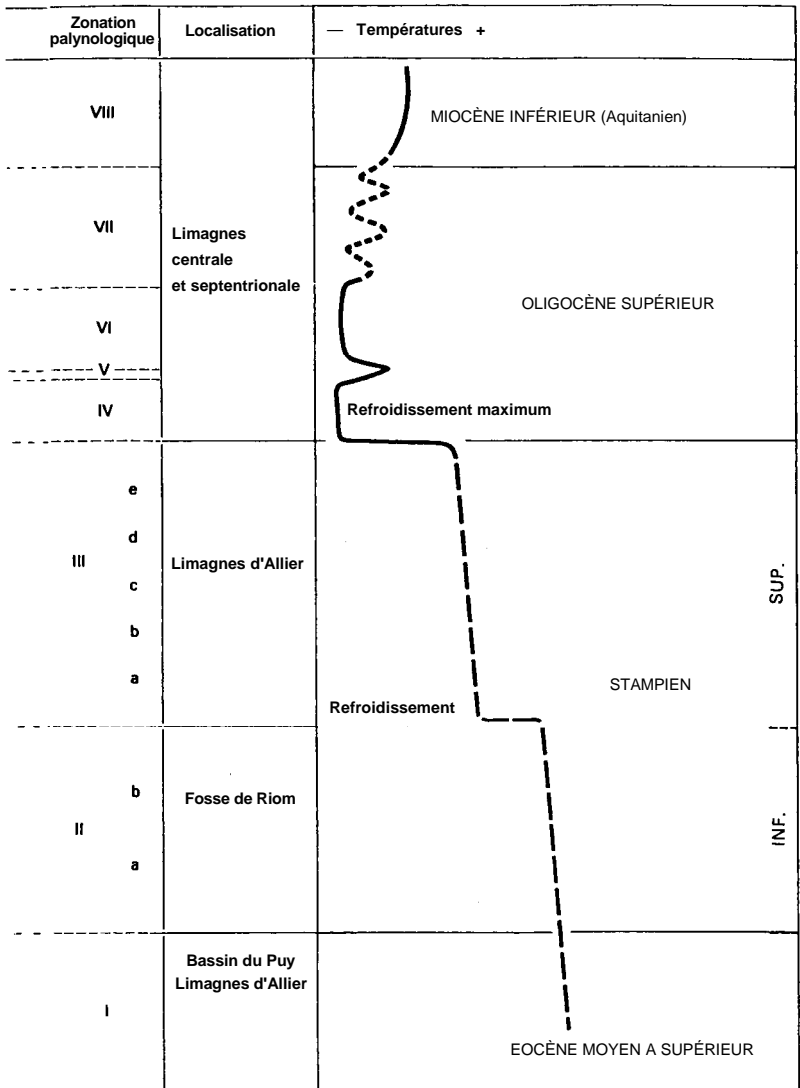 Zonation
palynologique
Localisation
— Températures +
VIII
MIOCÈNE INFÉRIEUR (Aquitanien)
VII
Limagnes
centrale
et septentrionale
OLIGOCÈNE SUPÉRIEUR
VI
V
IV
Refroidissement maximum
e
d
III
Limagnes d'Allier
c
b
a
SUP.
STAMPIEN
Refroidissement
b
II
Fosse de Riom
a
INF.
Bassin du Puy
Limagnes d'Allier
I
EOCÈNE MOYEN A SUPÉRIEUR